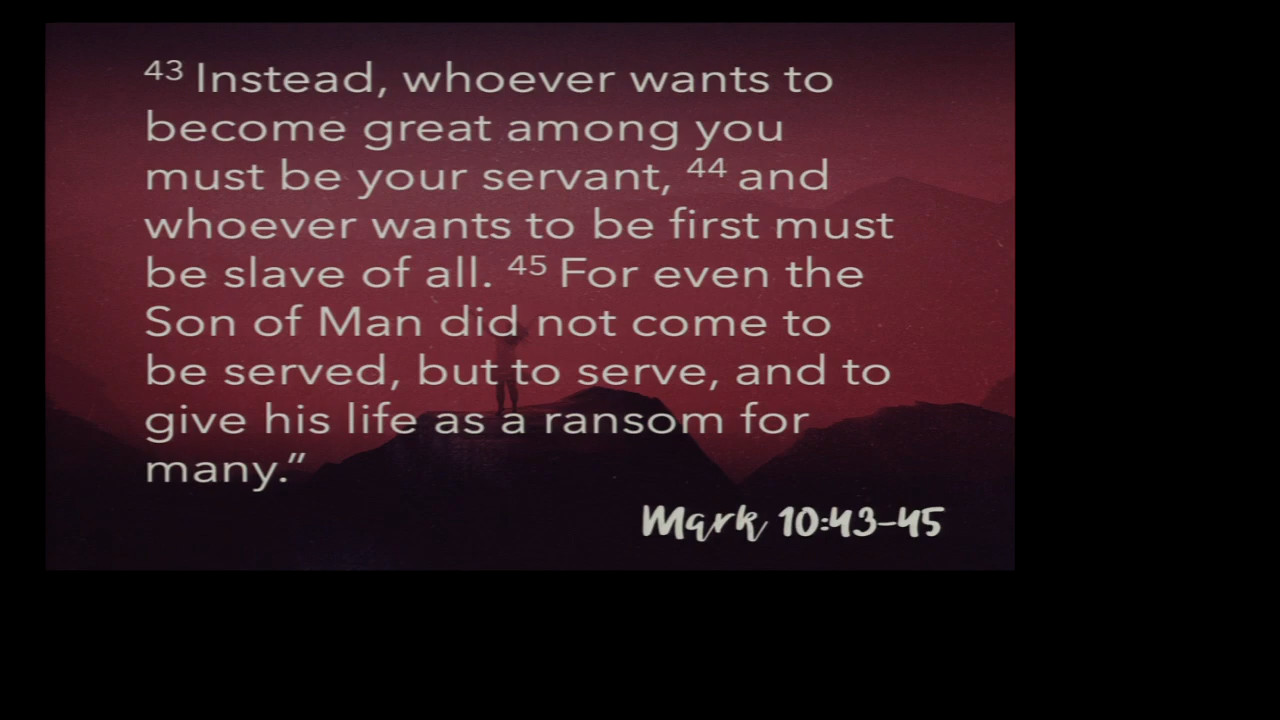 43 Instead, whoever wants to
become great among you
must be your servant, 44 and
whoever wants to be first must
be slave of all. 45 For even the
Son of Man did not come to
be served, but to serve, and to
give his life as a ransom for
many.”
Mark 10:43-45